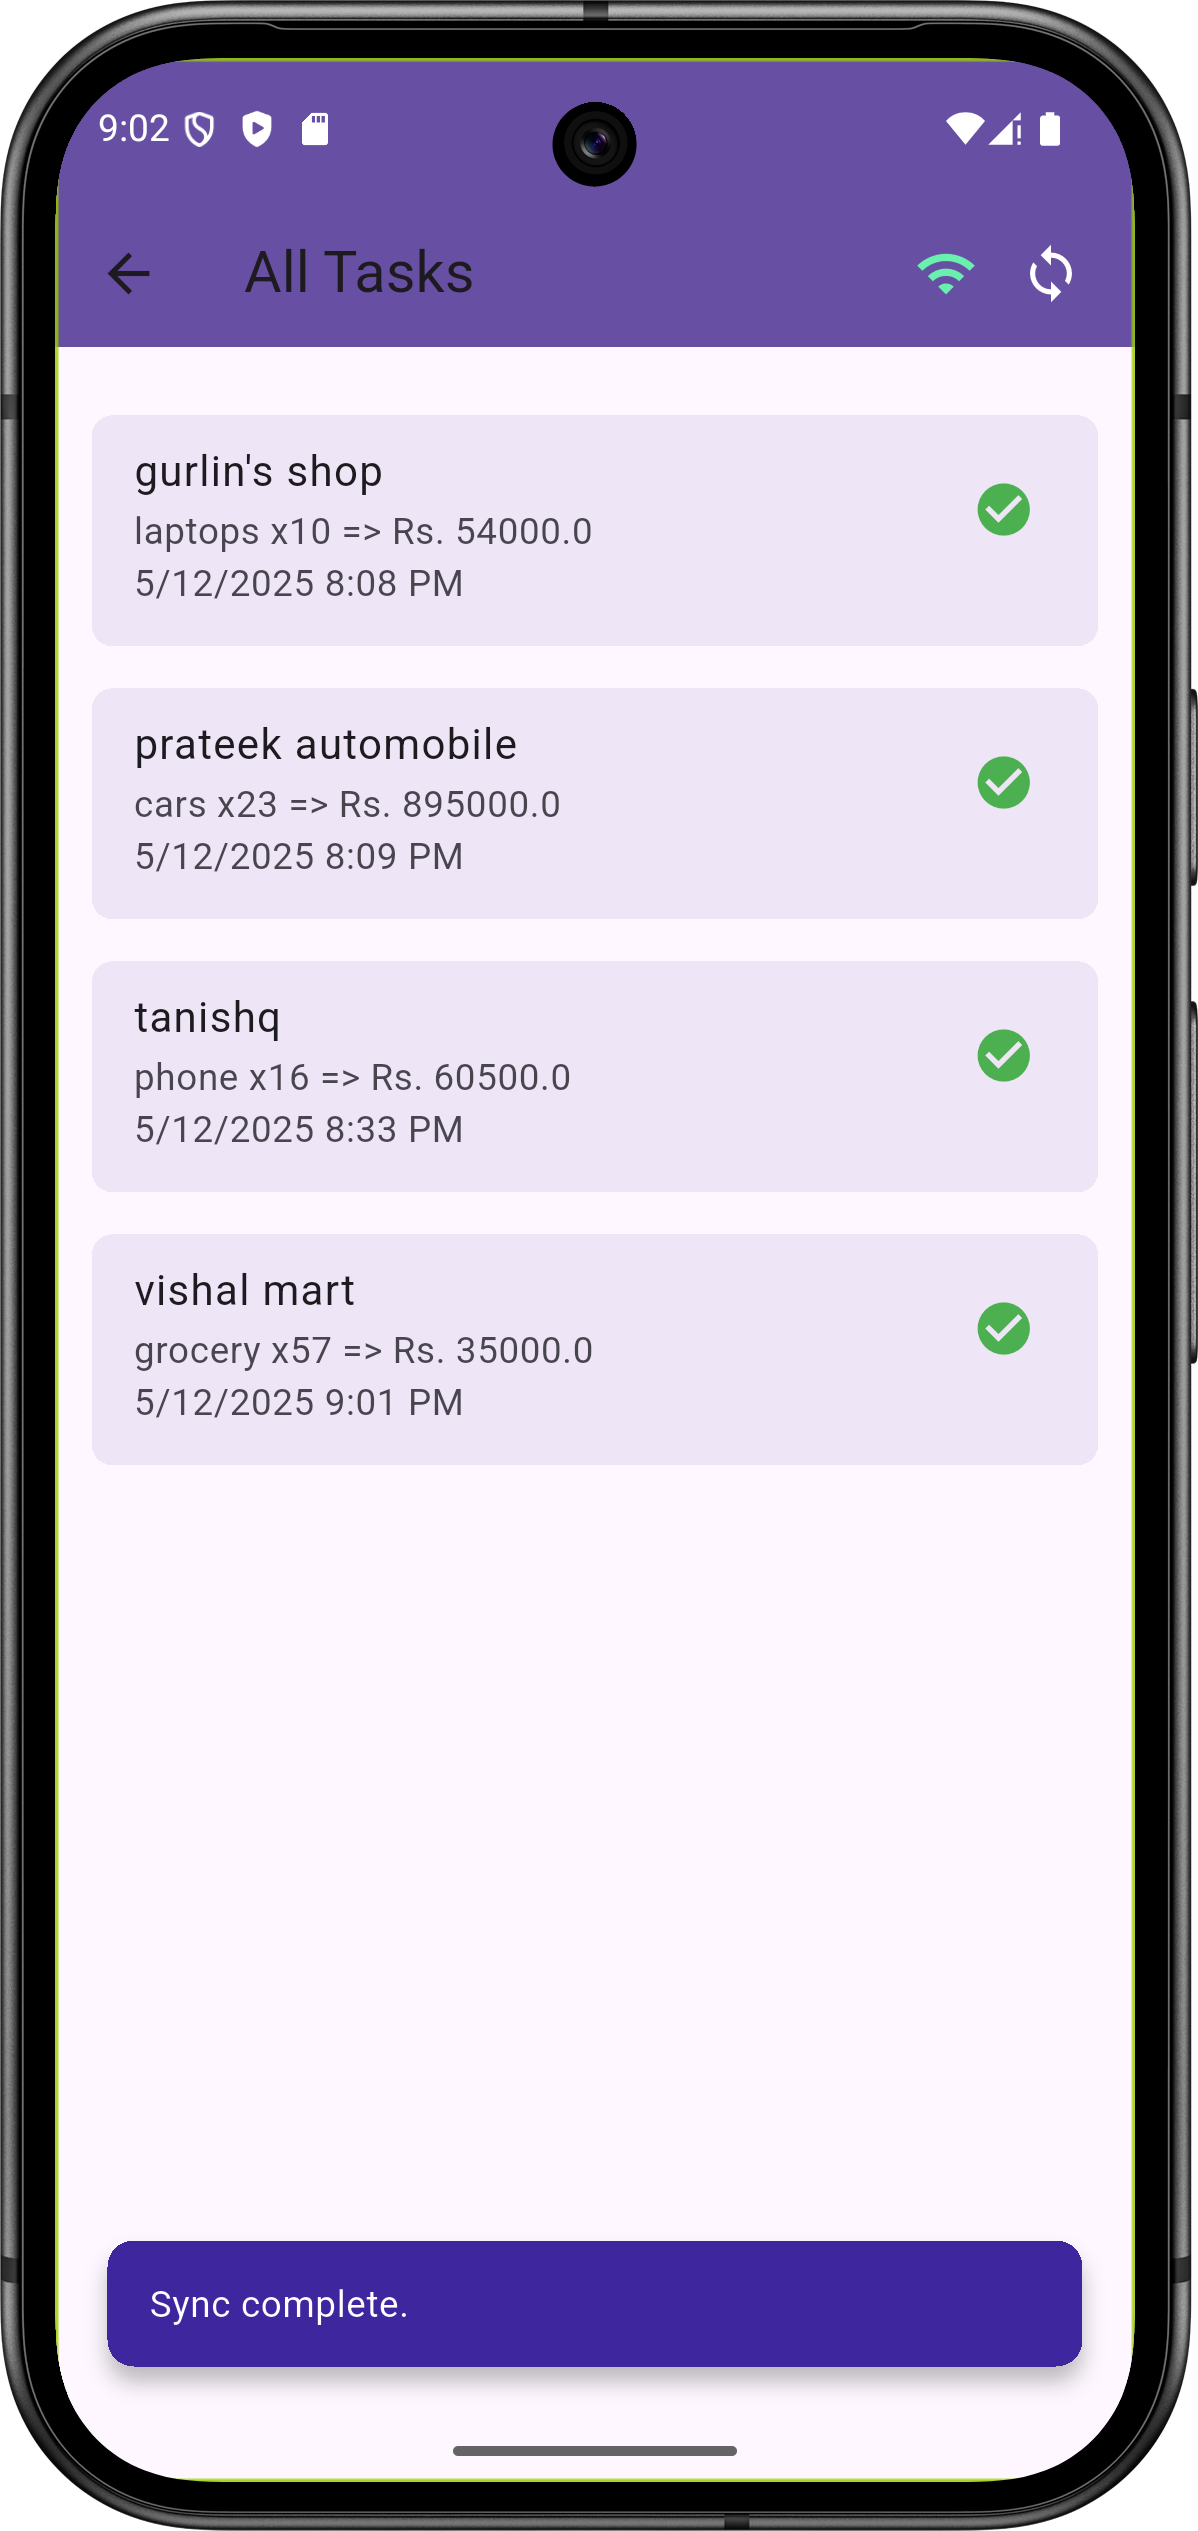 9:02
All Tasks
gurlin's shop
laptops x10 => Rs. 54000.0
5/12/2025 8:08 PM
prateek automobile
cars x23 => Rs. 895000.0
5/12/2025 8:09 PM
tanishq
phone x16 => Rs. 60500.0
5/12/2025 8:33 PM
vishal mart
grocery x57 => Rs. 35000.0
5/12/2025 9:01 PM
Sync complete.